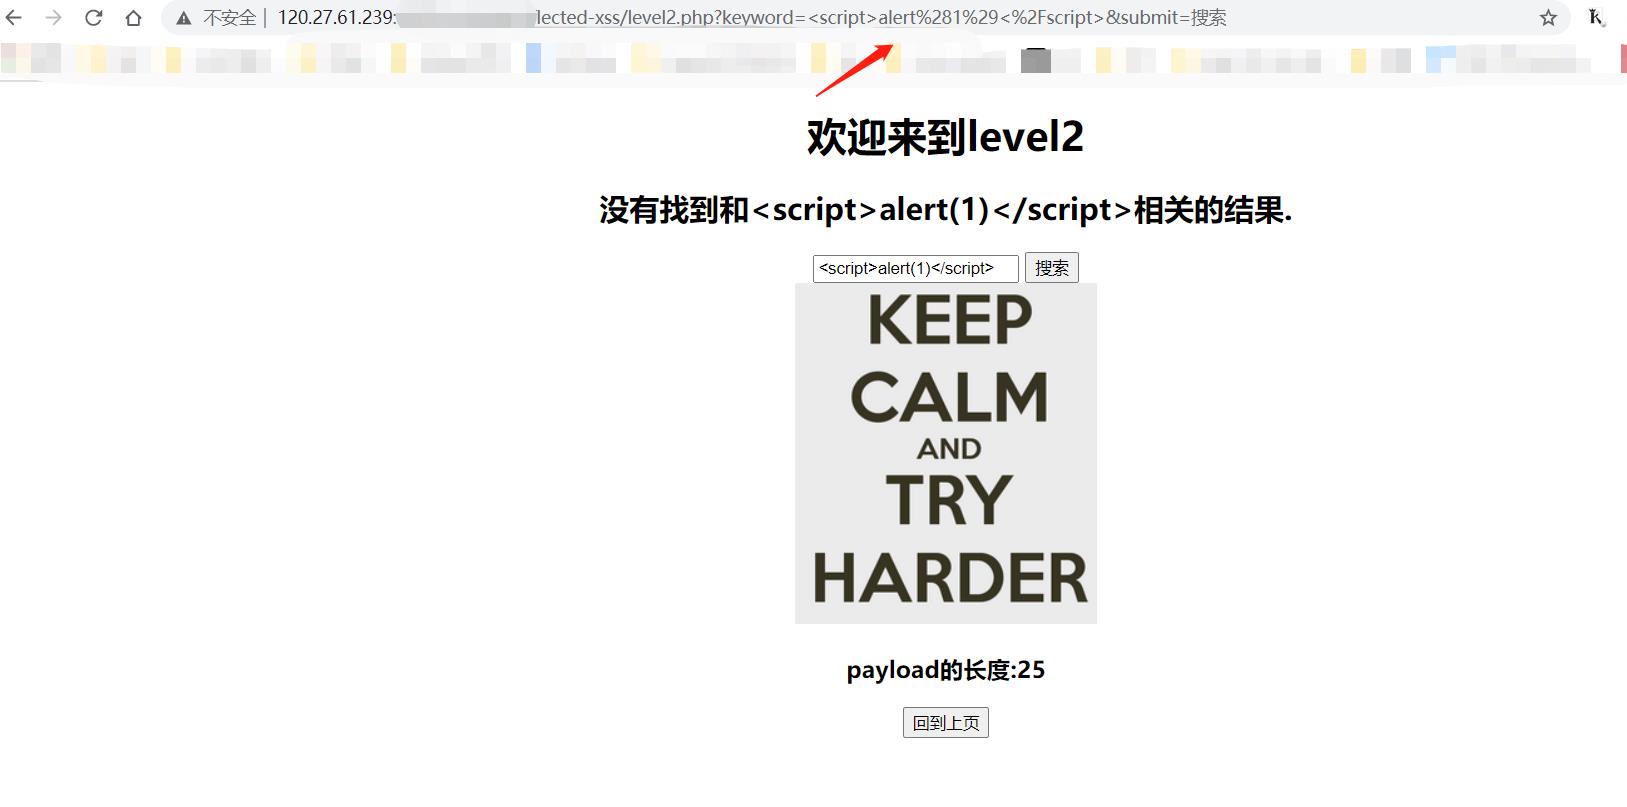 不安全 | 120.27.61.239: lected-xss/level2.php?keyword=<script>alert%281%29<%2Fscript>&submit=搜索
欢迎来到level2
没有找到和<script>alert(1)</script>相关的结果.
<script>alert(1)</script> 搜索
KEEP
CALM
AND
TRY
HARDER
payload的长度:25
回到上页